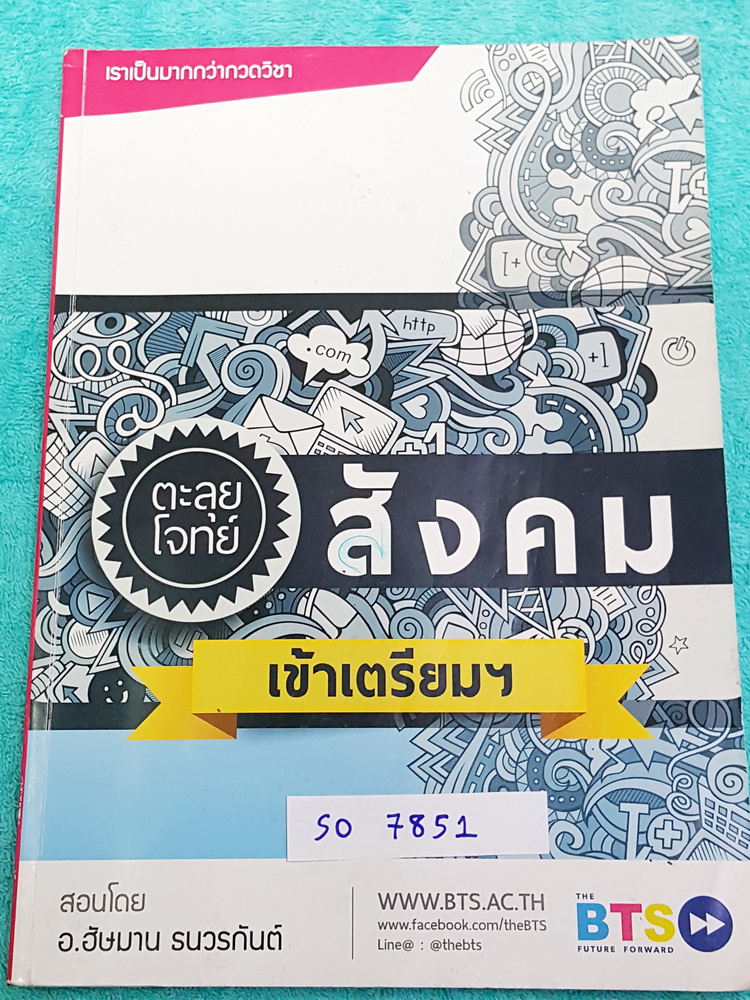 เราเป็นมากกว่ากวดวิชา
http
.com
@
+1
ตะลุย
โจทย์
สังคม
เข้าเตรียมฯ
SO 7851
สอนโดย
อ.ฮัษมาน ธนวรกันต์
WWW.BTS.AC.TH
www.facebook.com/theBTS
Line@ : @thebts
THE
BTS
FUTURE FORWARD